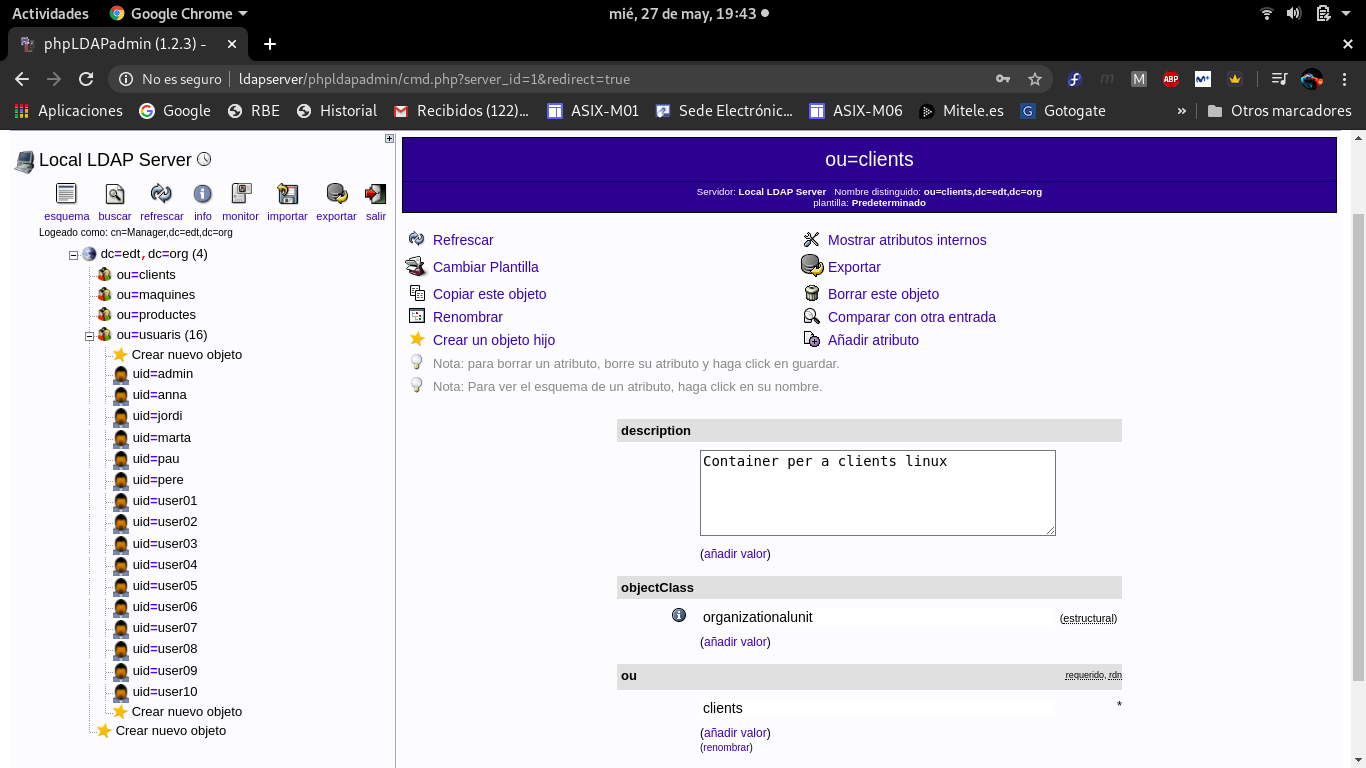 Actividades Google Chrome mié, 27 de may, 19:43
phpLDAPadmin (1.2.3) -
No es seguro ldapserver/phpldapadmin/cmd.php?server_id=1&redirect=true
M ABP M+
Aplicaciones Google RBE Historial Recibidos (122)... ASIX-M01 Sede Electrónic... ASIX-M06 Mitele.es Gotogate » Otros marcadores
Local LDAP Server
esquema buscar refrescar info monitor importar exportar salir
Logeado como: cn=Manager,dc=edt,dc=org
dc=edt,dc=org (4)
ou=clients
ou=maquines
ou=productes
ou=usuaris (16)
Crear nuevo objeto
uid=admin
uid=anna
uid=jordi
uid=marta
uid=pau
uid=pere
uid=user01
uid=user02
uid=user03
uid=user04
uid=user05
uid=user06
uid=user07
uid=user08
uid=user09
uid=user10
Crear nuevo objeto
Crear nuevo objeto
ou=clients
Servidor: Local LDAP Server Nombre distinguido: ou=clients,dc=edt,dc=org
plantilla: Predeterminado
Refrescar Mostrar atributos internos
Cambiar Plantilla Exportar
Copiar este objeto Borrar este objeto
Renombrar Comparar con otra entrada
Crear un objeto hijo Añadir atributo
Nota: para borrar un atributo, borre su atributo y haga click en guardar.
Nota: Para ver el esquema de un atributo, haga click en su nombre.
description
Container per a clients linux
(añadir valor)
objectClass
organizationalunit (estructural)
(añadir valor)
ou requerido, rdn
clients *
(añadir valor)
(renombrar)